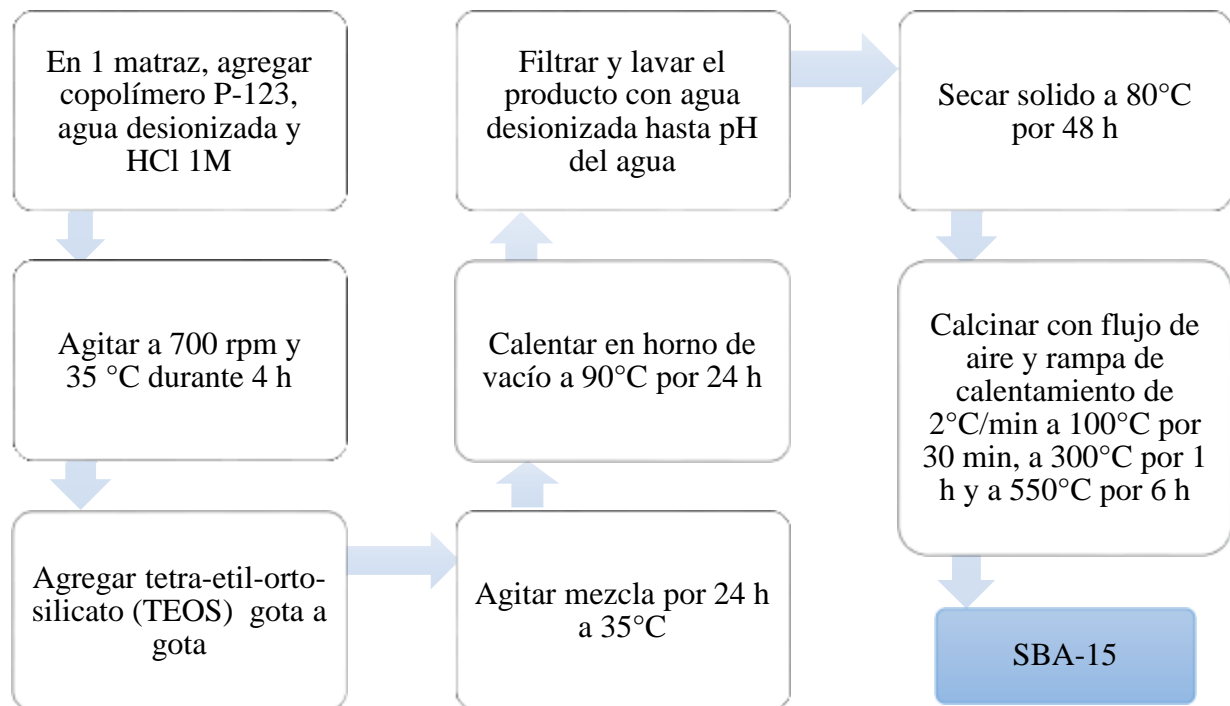 En 1 matraz, agregar
copolímero P-123,
agua desionizada y
HCl 1M
Agitar a 700 rpm y
35 °C durante 4 h
Agregar tetra-etil-orto-
silicato (TEOS) gota a
gota
Agitar mezcla por 24 h
a 35°C
Calentar en horno de
vacío a 90°C por 24 h
Filtrar y lavar el
producto con agua
desionizada hasta pH
del agua
Secar solido a 80°C
por 48 h
Calcinar con flujo de
aire y rampa de
calentamiento de
2°C/min a 100°C por
30 min, a 300°C por 1
h y a 550°C por 6 h
SBA-15